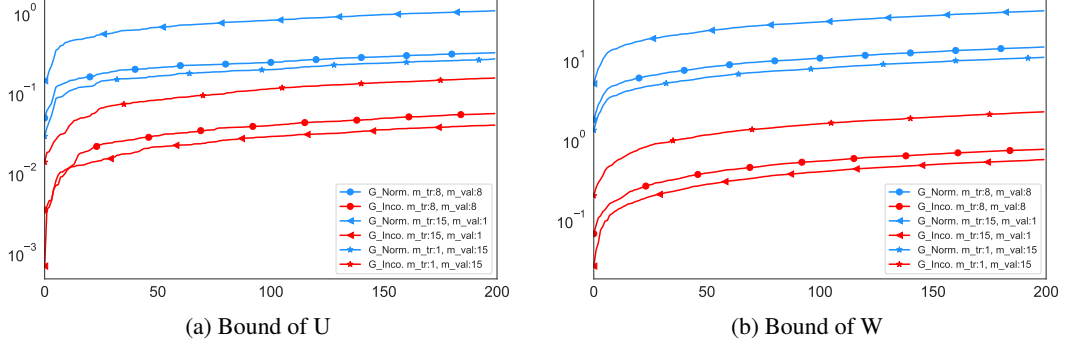 10^0
10^-1
10^-2
10^-3
0 50 100 150 200
G_Norm. m_tr:8, m_val:8
G_Inco. m_tr:8, m_val:8
G_Norm. m_tr:15, m_val:1
G_Inco. m_tr:15, m_val:1
G_Norm. m_tr:1, m_val:15
G_Inco. m_tr:1, m_val:15
(a) Bound of U
10^1
10^0
10^-1
0 50 100 150 200
G_Norm. m_tr:8, m_val:8
G_Inco. m_tr:8, m_val:8
G_Norm. m_tr:15, m_val:1
G_Inco. m_tr:15, m_val:1
G_Norm. m_tr:1, m_val:15
G_Inco. m_tr:1, m_val:15
(b) Bound of W